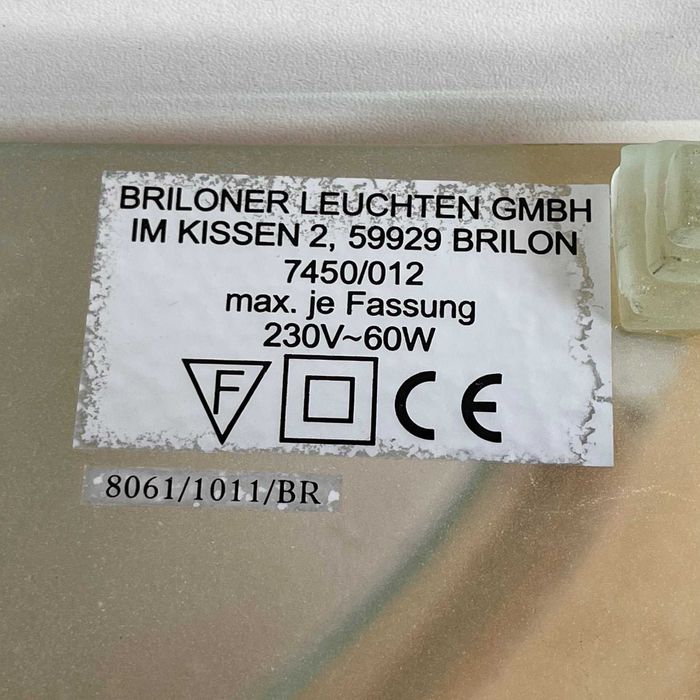 BRILONER LEUCHTEN GMBH
IM KISSEN 2, 59929 BRILON
7450/012
max. je Fassung
230V~60W
F CE
8061/1011/BR